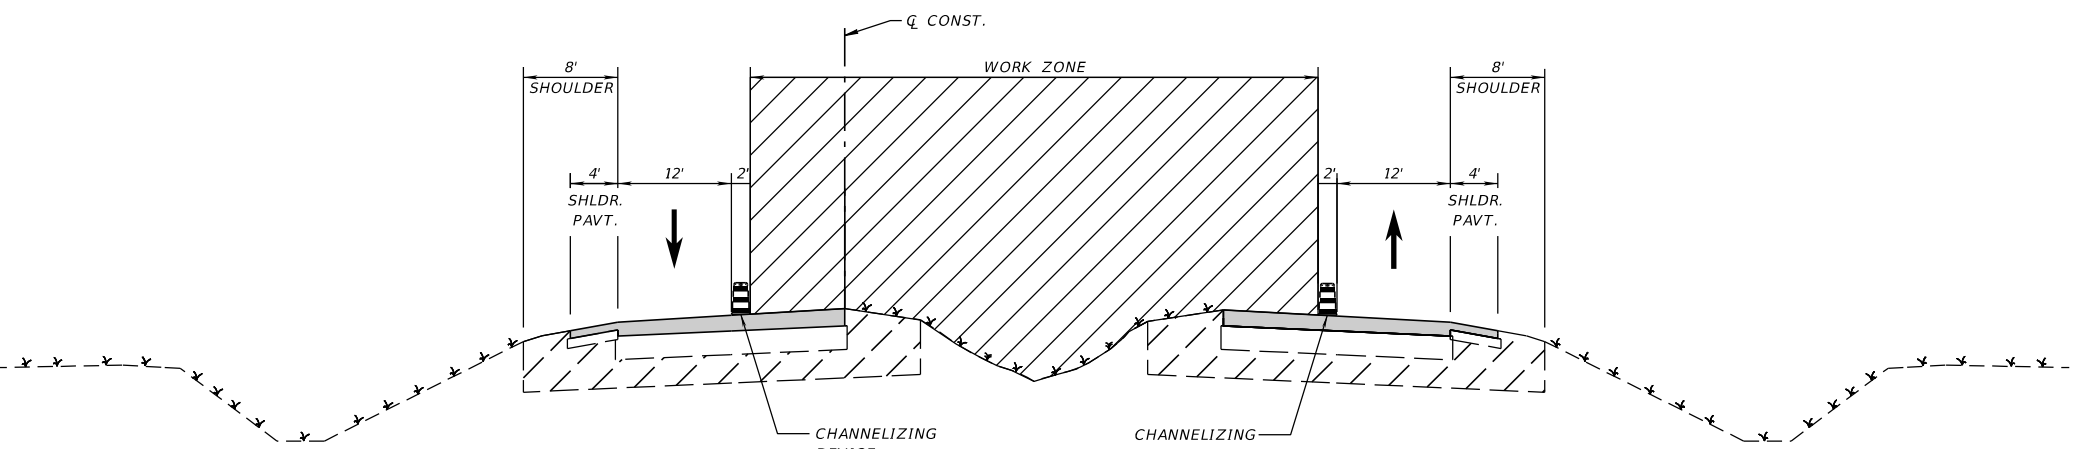 ℄ CONST.
8'
WORK ZONE
8'
SHOULDER
SHOULDER
4'
12'
2'
2'
12'
4'
SHLDR.
PAVT.
SHLDR.
PAVT.
CHANNELIZING
CHANNELIZING